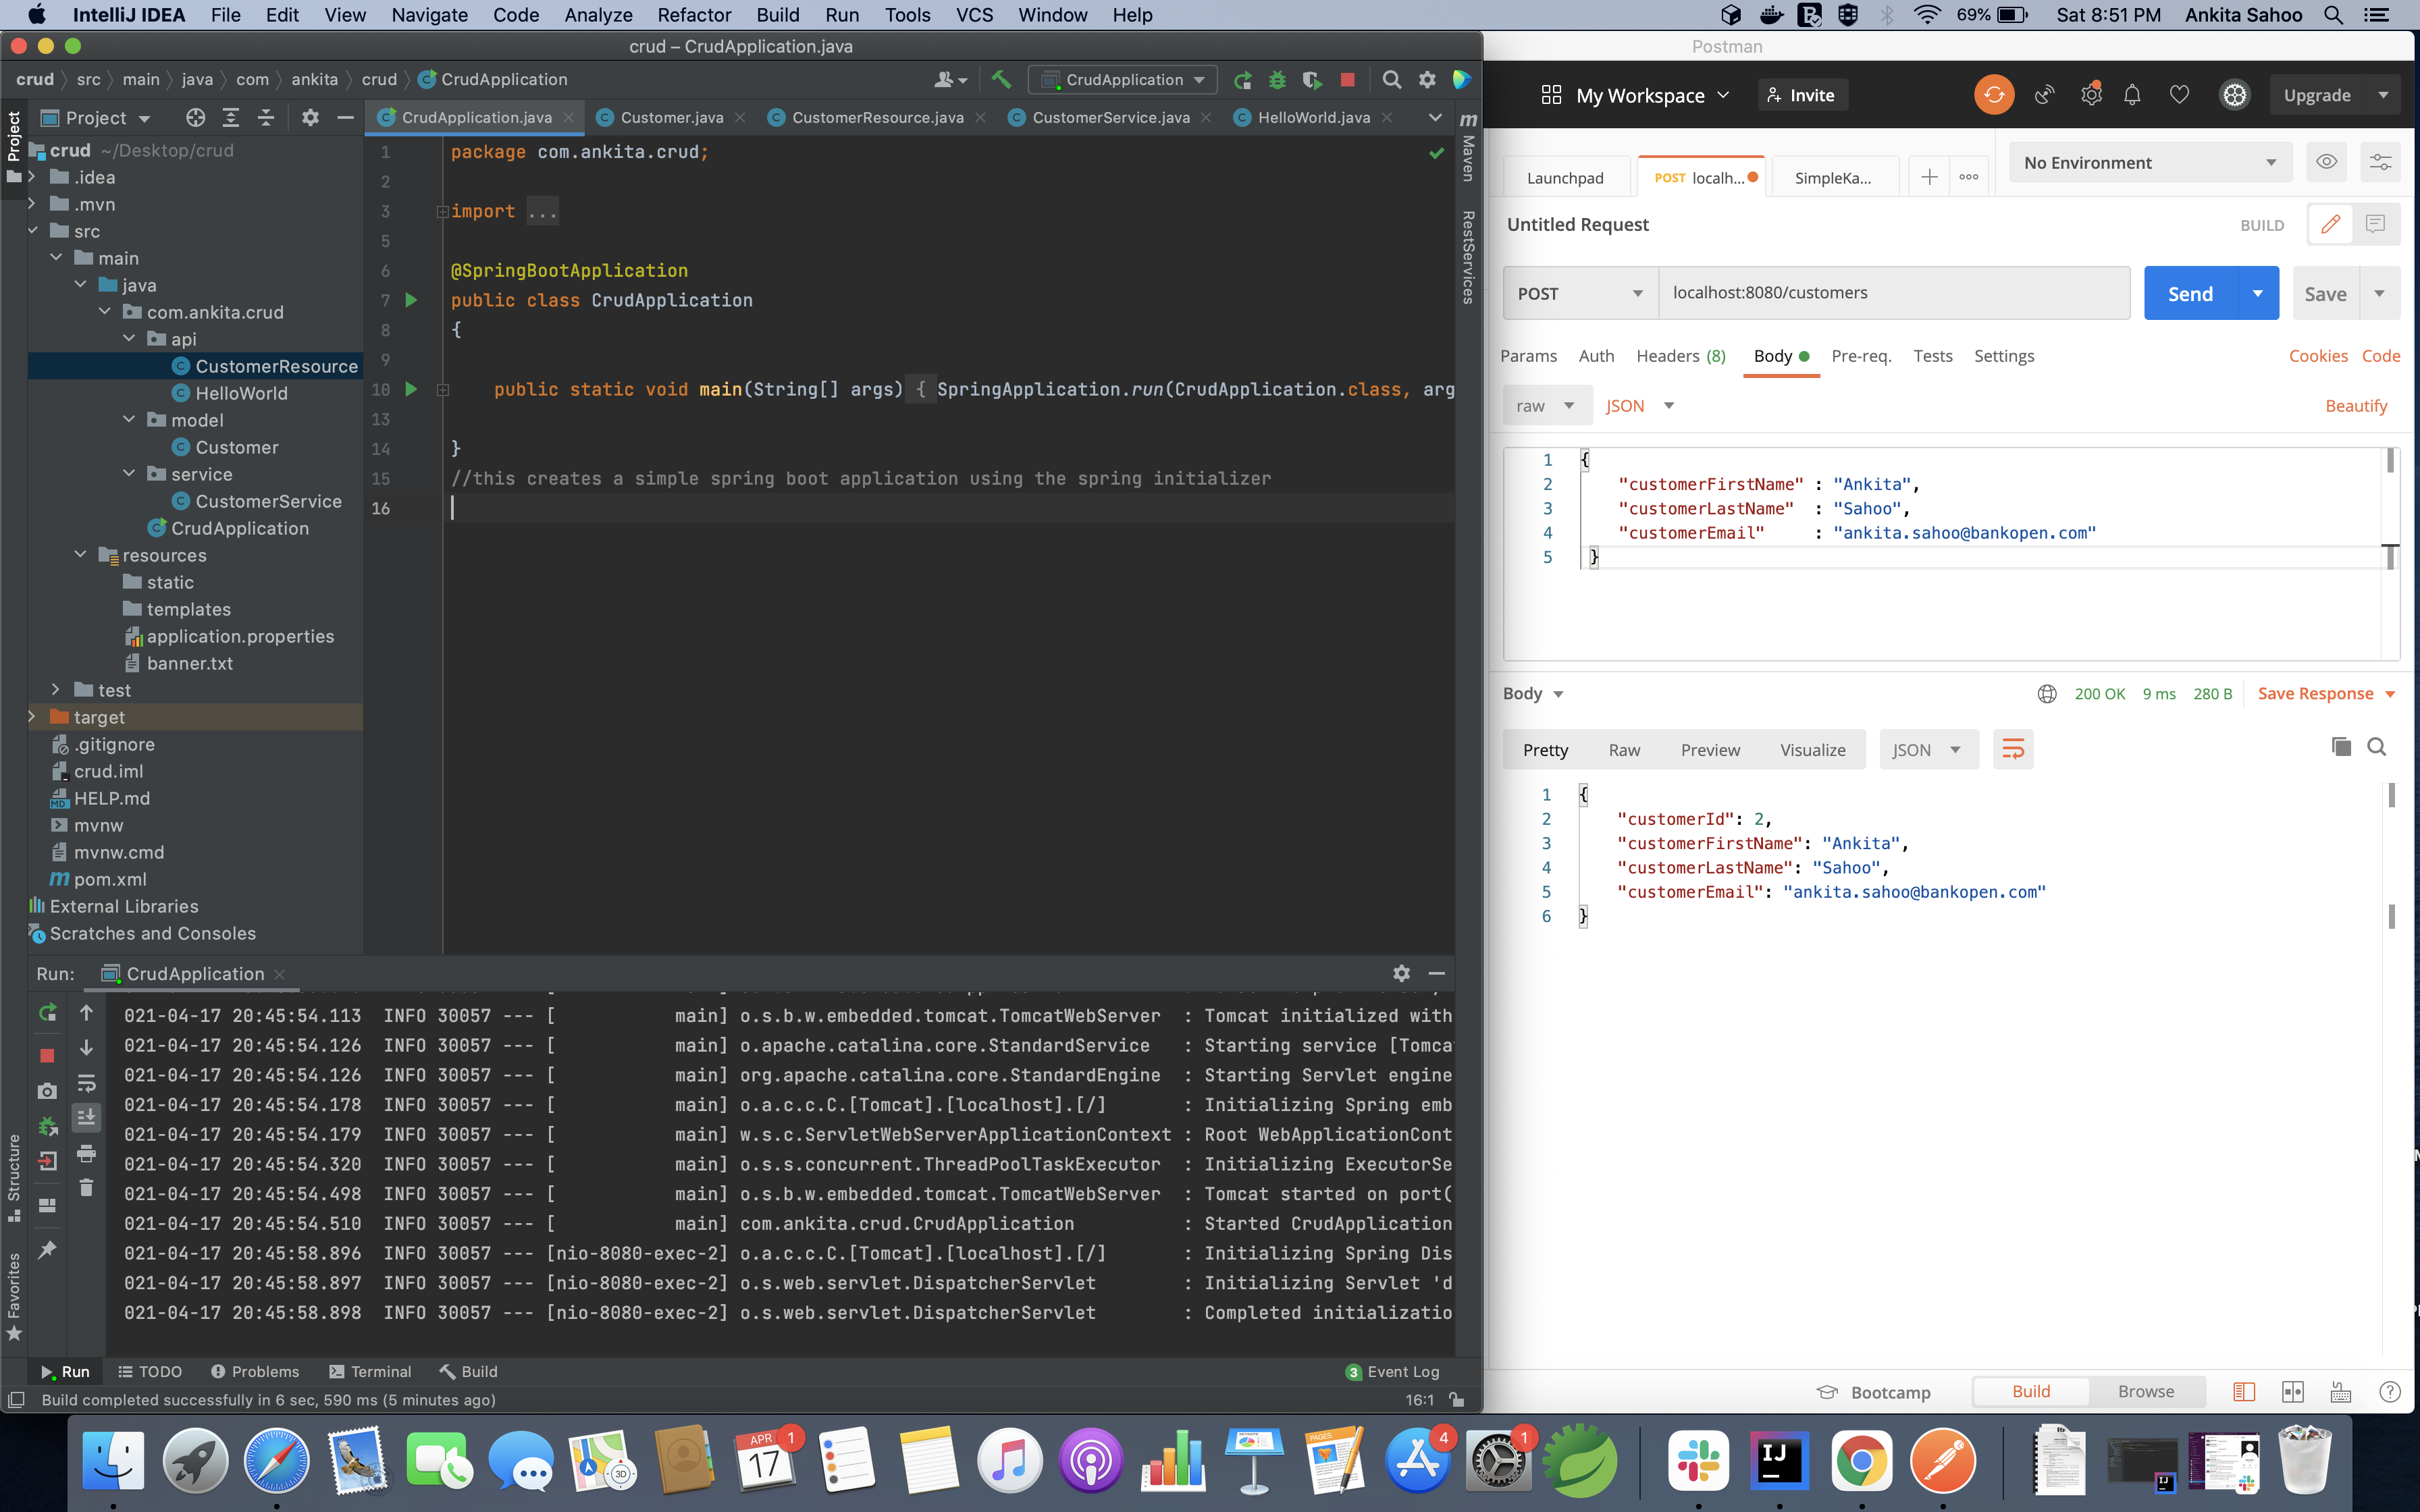 IntelliJ IDEA File Edit View Navigate Code Analyze Refactor Build Run Tools VCS Window Help 69% Sat 8:51 PM Ankita Sahoo
crud – CrudApplication.java
crud src main java com ankita crud CrudApplication CrudApplication
Project CrudApplication.java Customer.java CustomerResource.java CustomerService.java HelloWorld.java
Project
Structure
Favorites
Maven
RestServices
crud ~/Desktop/crud
.idea
.mvn
src
main
java
com.ankita.crud
api
CustomerResource
HelloWorld
model
Customer
service
CustomerService
CrudApplication
resources
static
templates
application.properties
banner.txt
test
target
.gitignore
crud.iml
HELP.md
mvnw
mvnw.cmd
pom.xml
External Libraries
Scratches and Consoles
1 package com.ankita.crud;
2
3 import ...
5
6 @SpringBootApplication
7 public class CrudApplication
8 {
9
10 public static void main(String[] args) { SpringApplication.run(CrudApplication.class, arg
13
14 }
15 //this creates a simple spring boot application using the spring initializer
16
Run: CrudApplication
021-04-17 20:45:54.113 INFO 30057 --- [ main] o.s.b.w.embedded.tomcat.TomcatWebServer : Tomcat initialized with
021-04-17 20:45:54.126 INFO 30057 --- [ main] o.apache.catalina.core.StandardService : Starting service [Tomca
021-04-17 20:45:54.126 INFO 30057 --- [ main] org.apache.catalina.core.StandardEngine : Starting Servlet engine
021-04-17 20:45:54.178 INFO 30057 --- [ main] o.a.c.c.C.[Tomcat].[localhost].[/] : Initializing Spring emb
021-04-17 20:45:54.179 INFO 30057 --- [ main] w.s.c.ServletWebServerApplicationContext : Root WebApplicationCont
021-04-17 20:45:54.320 INFO 30057 --- [ main] o.s.s.concurrent.ThreadPoolTaskExecutor : Initializing ExecutorSe
021-04-17 20:45:54.498 INFO 30057 --- [ main] o.s.b.w.embedded.tomcat.TomcatWebServer : Tomcat started on port(
021-04-17 20:45:54.510 INFO 30057 --- [ main] com.ankita.crud.CrudApplication : Started CrudApplication
021-04-17 20:45:58.896 INFO 30057 --- [nio-8080-exec-2] o.a.c.c.C.[Tomcat].[localhost].[/] : Initializing Spring Dis
021-04-17 20:45:58.897 INFO 30057 --- [nio-8080-exec-2] o.s.web.servlet.DispatcherServlet : Initializing Servlet 'd
021-04-17 20:45:58.898 INFO 30057 --- [nio-8080-exec-2] o.s.web.servlet.DispatcherServlet : Completed initializatio
Run TODO Problems Terminal Build 3 Event Log
Build completed successfully in 6 sec, 590 ms (5 minutes ago) 16:1
Postman
My Workspace Invite Upgrade
Launchpad POST localh... SimpleKa... No Environment
Untitled Request BUILD
POST localhost:8080/customers Send Save
Params Auth Headers (8) Body Pre-req. Tests Settings Cookies Code
raw JSON Beautify
1 {
2 "customerFirstName" : "Ankita",
3 "customerLastName" : "Sahoo",
4 "customerEmail" : "ankita.sahoo@bankopen.com"
5 }
Body 200 OK 9 ms 280 B Save Response
Pretty Raw Preview Visualize JSON
1 {
2 "customerId": 2,
3 "customerFirstName": "Ankita",
4 "customerLastName": "Sahoo",
5 "customerEmail": "ankita.sahoo@bankopen.com"
6 }
Bootcamp Build Browse
3D APR 17 1 PAGES 4 1 IJ